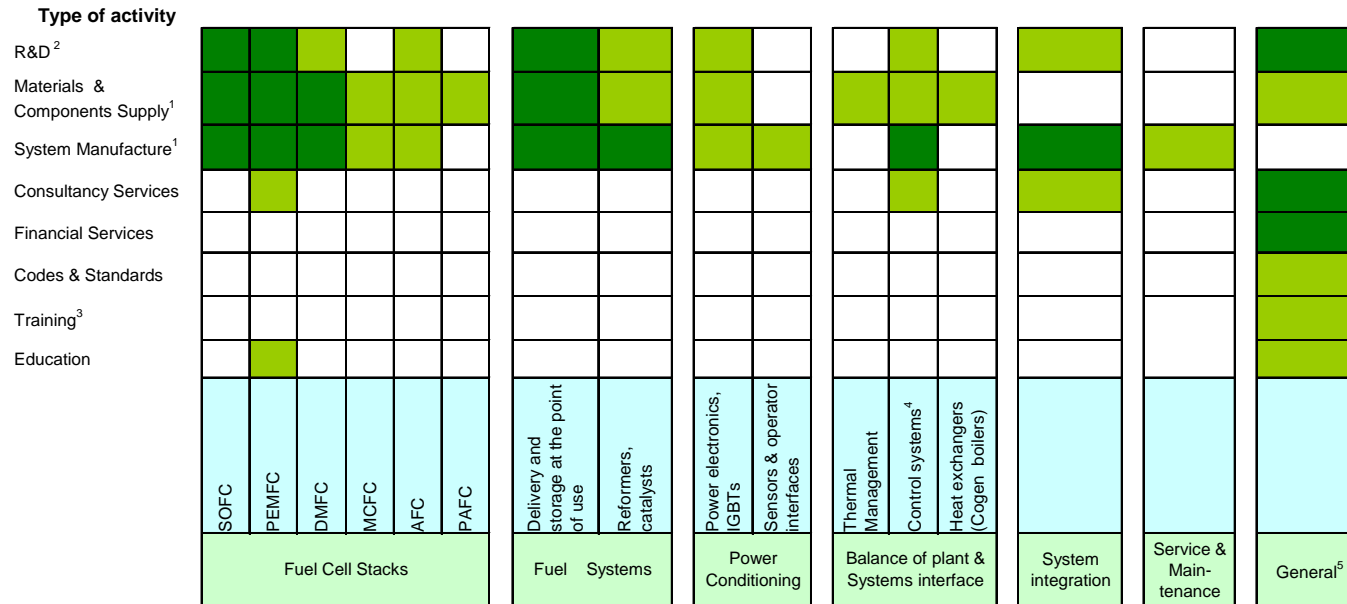 Type of activity
R&D 2
Materials &
Components Supply1
System Manufacture1
Consultancy Services
Financial Services
Codes & Standards
Training3
Education
SOFC
PEMFC
DMFC
MCFC
AFC
PAFC
Delivery and
storage at the point
of use
Reformers,
catalysts
Power electronics,
IGBTs
Sensors & operator
interfaces
Thermal
Management
Control systems4
Heat exchangers
(Cogen boilers)
Fuel Cell Stacks
Fuel Systems
Power
Conditioning
Balance of plant &
Systems interface
System
integration
Service &
Main-
tenance
General5